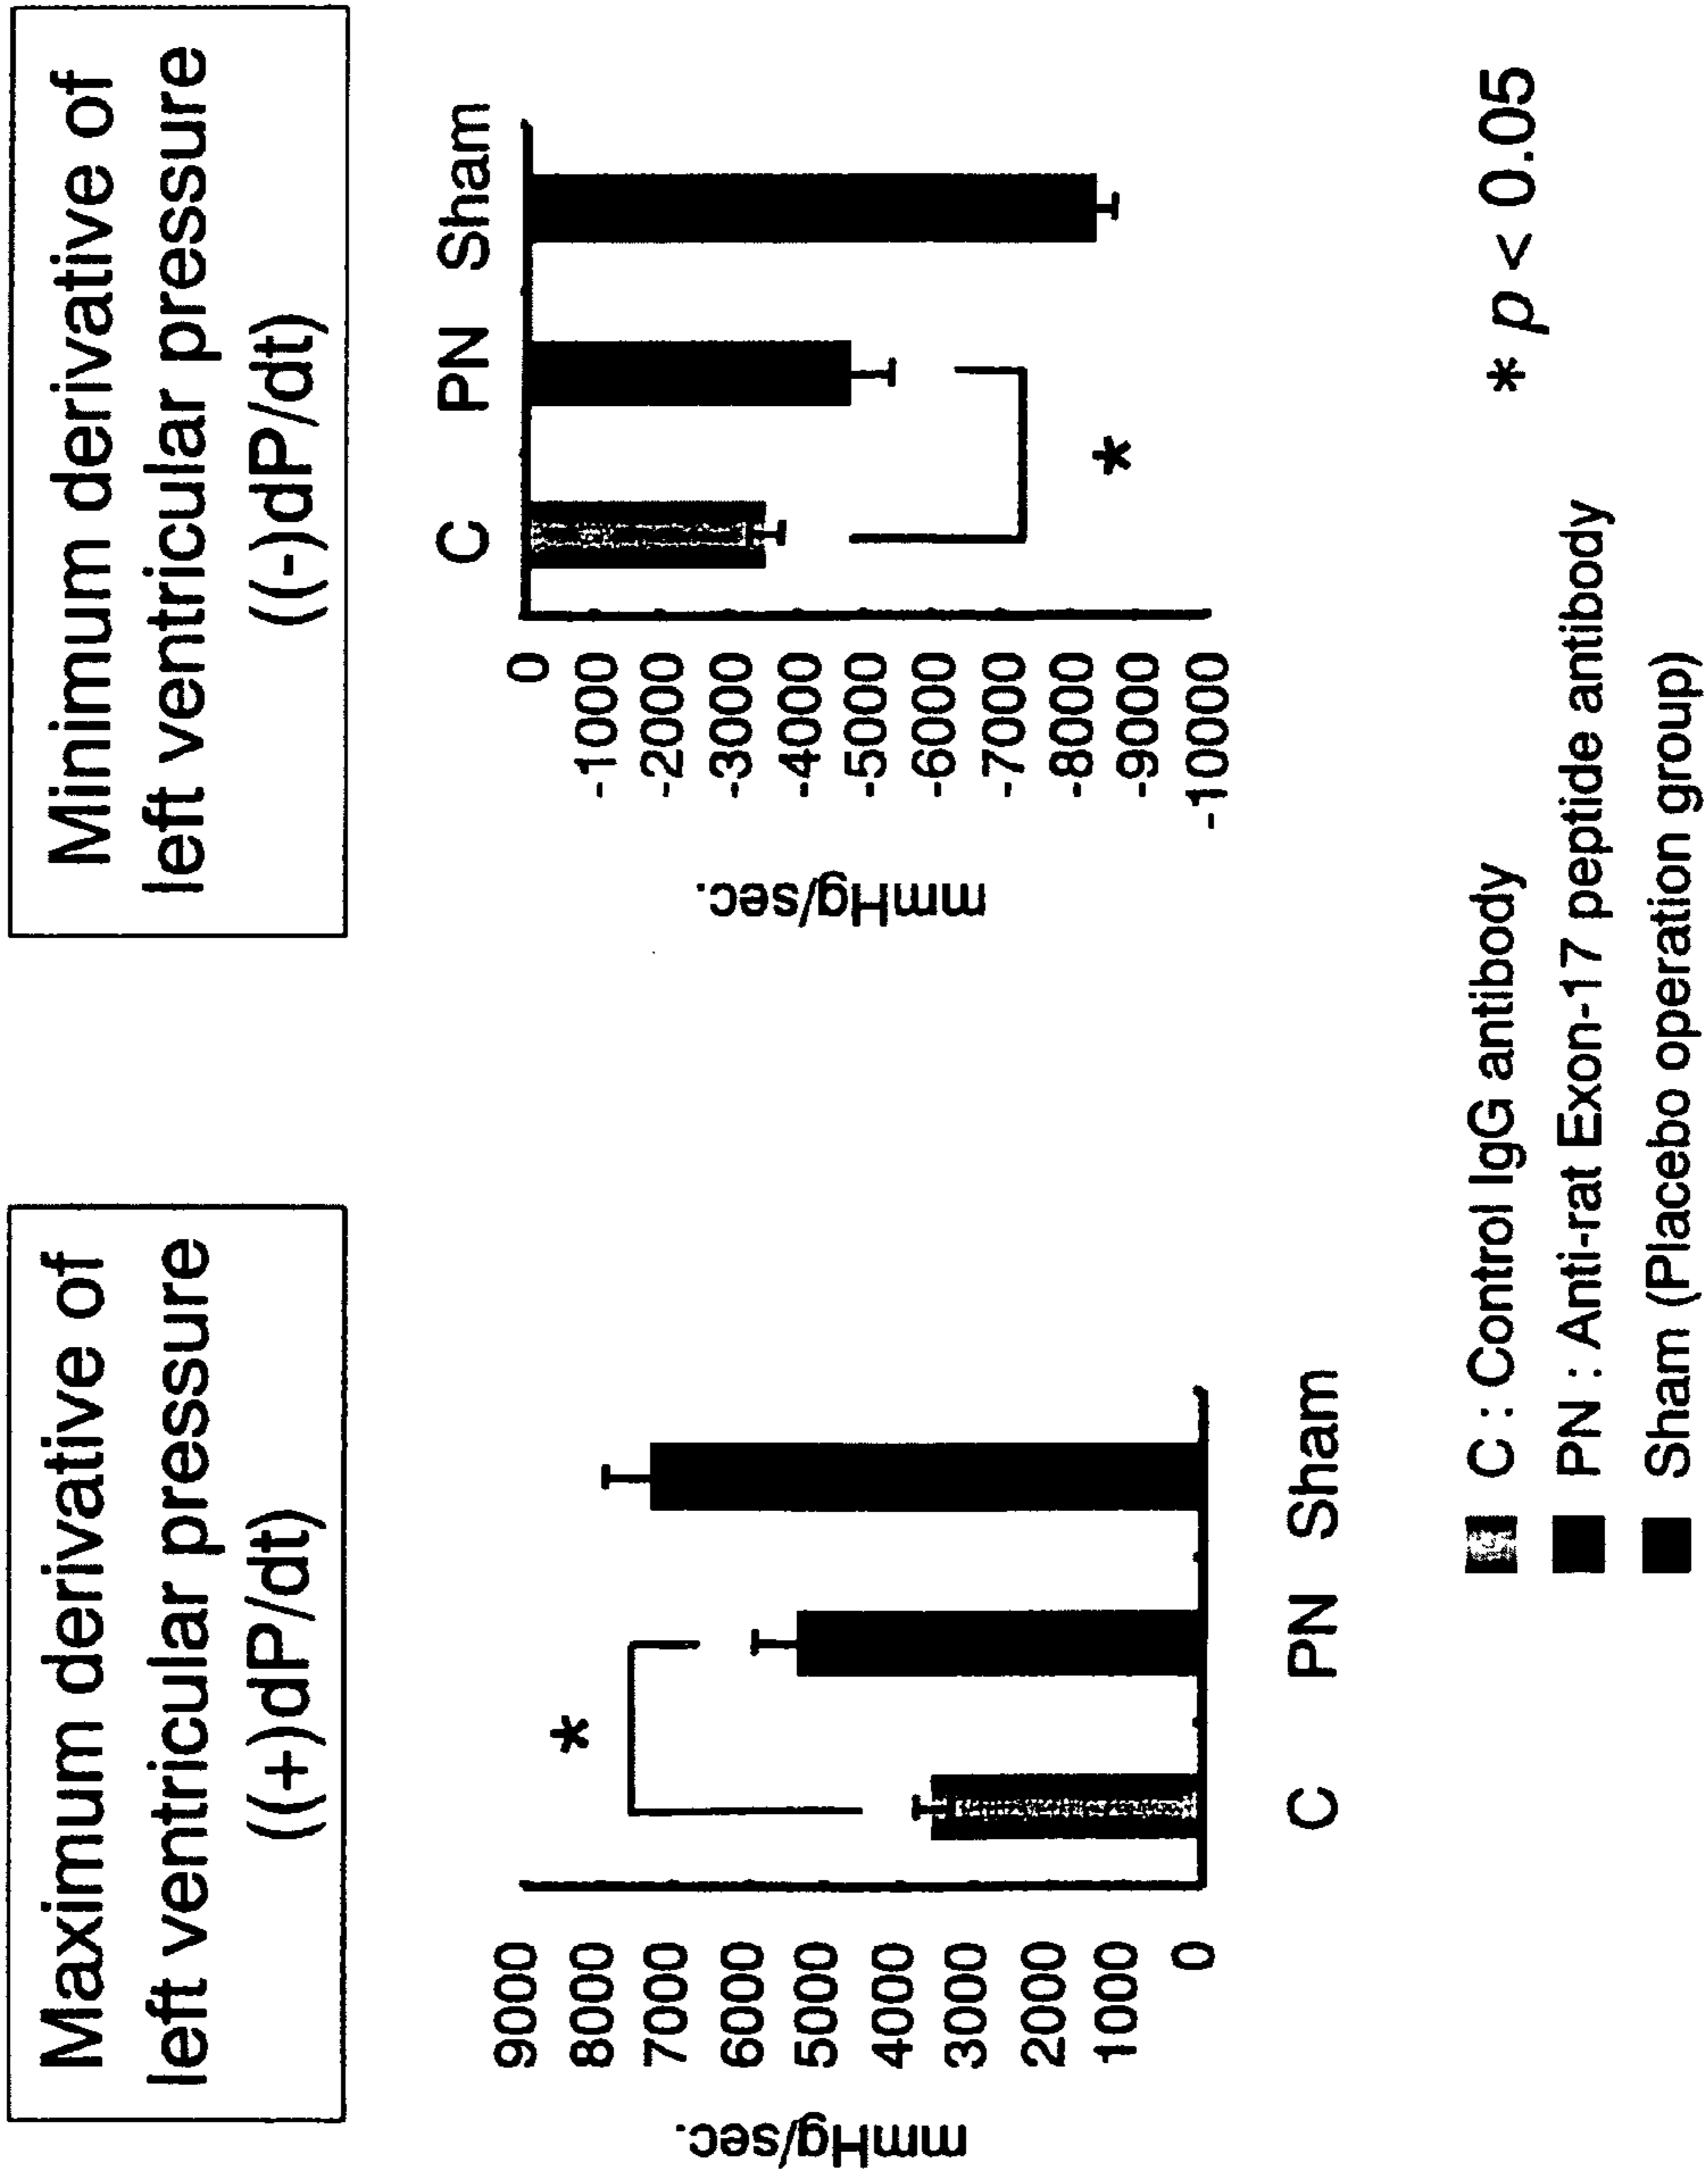 Maximum derivative of
left ventricular pressure
((+)dP/dt)
mmHg/sec.
9000
8000
7000
6000
5000
4000
3000
2000
1000
0
*
C PN Sham
Minimum derivative of
left ventricular pressure
((-)dP/dt)
mmHg/sec.
C PN Sham
0
-1000
-2000
-3000
-4000
-5000
-6000
-7000
-8000
-9000
-10000
*
C : Control IgG antibody
PN : Anti-rat Exon-17 peptide antibody
Sham (Placebo operation group)
* p < 0.05